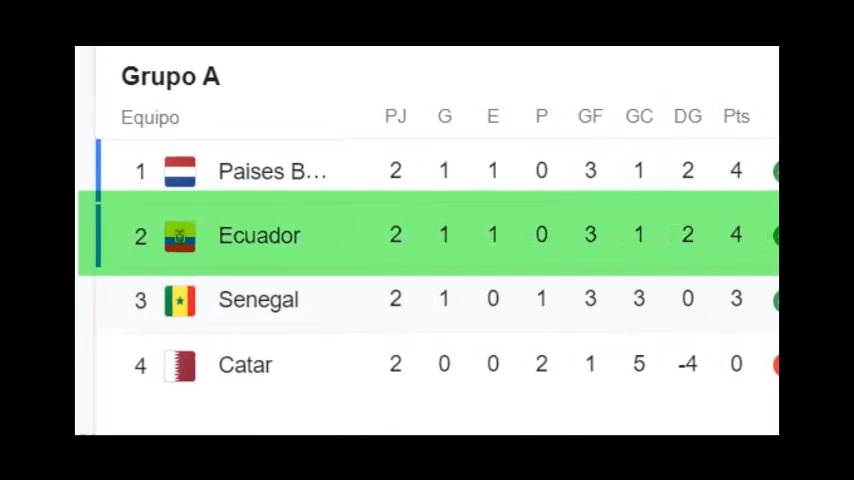 Grupo A
Equipo PJ G E P GF GC DG Pts
1 Paises B... 2 1 1 0 3 1 2 4
2 Ecuador 2 1 1 0 3 1 2 4
3 Senegal 2 1 0 1 3 3 0 3
4 Catar 2 0 0 2 1 5 -4 0